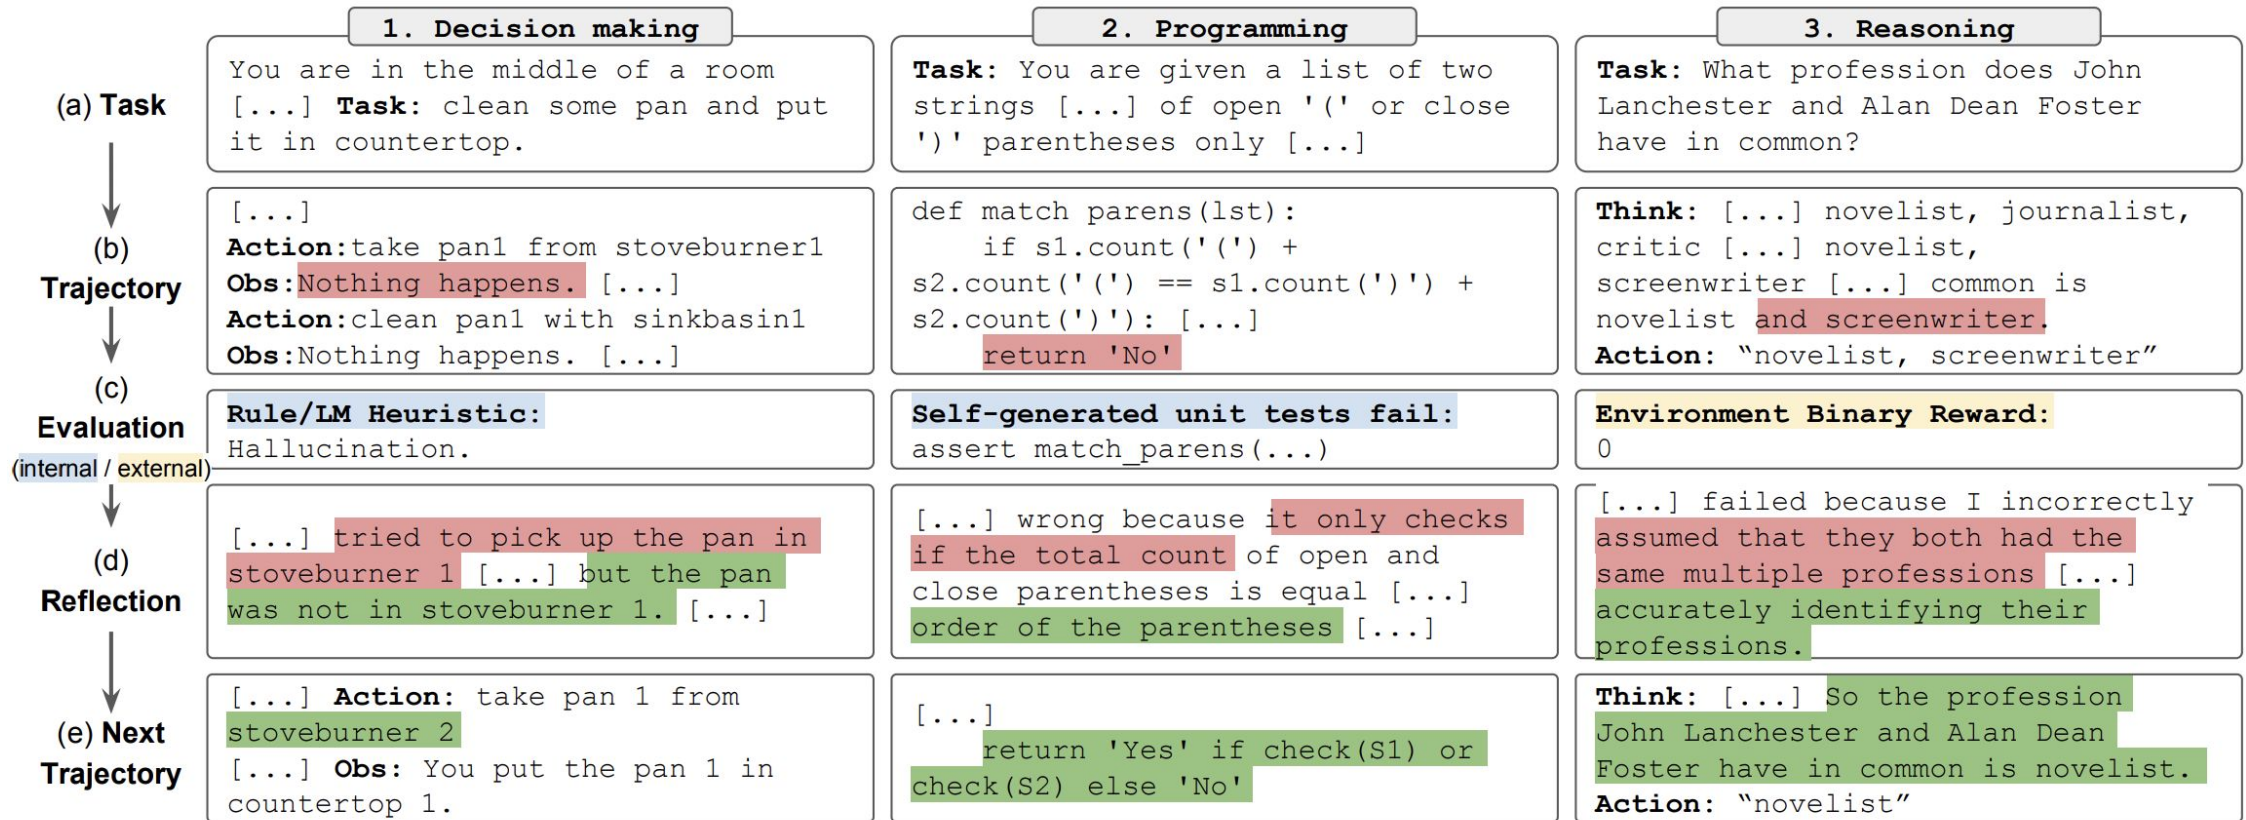 1. Decision making
2. Programming
3. Reasoning
(a) Task
You are in the middle of a room
[...] Task: clean some pan and put
it in countertop.
Task: You are given a list of two
strings [...] of open '(' or close
')' parentheses only [...]
Task: What profession does John
Lanchester and Alan Dean Foster
have in common?
(b)
Trajectory
[...]
Action:take pan1 from stoveburner1
Obs:Nothing happens. [...]
Action:clean pan1 with sinkbasin1
Obs:Nothing happens. [...]
def match parens(lst):
    if s1.count('(') +
s2.count('(') == s1.count(')') +
s2.count(')'): [...]
    return 'No'
Think: [...] novelist, journalist,
critic [...] novelist,
screenwriter [...] common is
novelist and screenwriter.
Action: “novelist, screenwriter”
(c)
Evaluation
(internal / external)
Rule/LM Heuristic:
Hallucination.
Self-generated unit tests fail:
assert match_parens(...)
Environment Binary Reward:
0
(d)
Reflection
[...] tried to pick up the pan in
stoveburner 1 [...] but the pan
was not in stoveburner 1. [...]
[...] wrong because it only checks
if the total count of open and
close parentheses is equal [...]
order of the parentheses [...]
[...] failed because I incorrectly
assumed that they both had the
same multiple professions [...]
accurately identifying their
professions.
(e) Next
Trajectory
[...] Action: take pan 1 from
stoveburner 2
[...] Obs: You put the pan 1 in
countertop 1.
[...]
    return 'Yes' if check(S1) or
check(S2) else 'No'
Think: [...] So the profession
John Lanchester and Alan Dean
Foster have in common is novelist.
Action: “novelist”